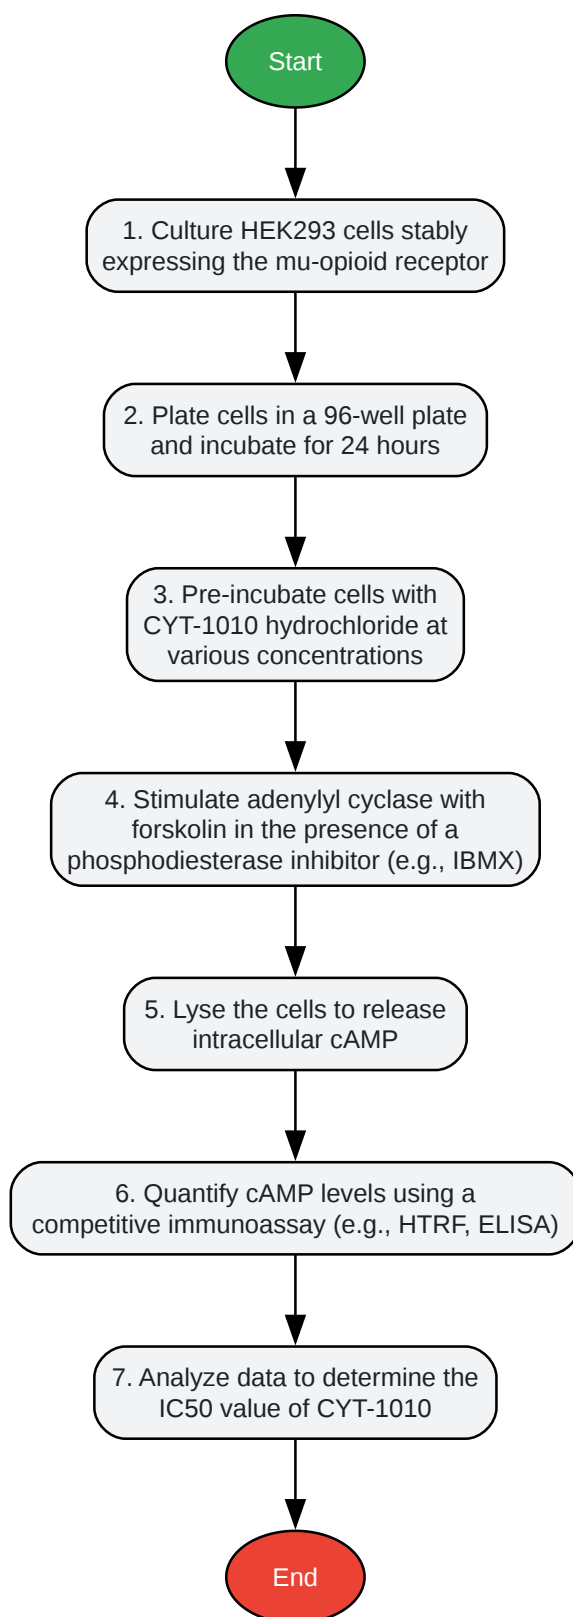 Start
1. Culture HEK293 cells stably
expressing the mu-opioid receptor
2. Plate cells in a 96-well plate
and incubate for 24 hours
3. Pre-incubate cells with
CYT-1010 hydrochloride at
various concentrations
4. Stimulate adenylyl cyclase with
forskolin in the presence of a
phosphodiesterase inhibitor (e.g., IBMX)
5. Lyse the cells to release
intracellular cAMP
6. Quantify cAMP levels using a
competitive immunoassay (e.g., HTRF, ELISA)
7. Analyze data to determine the
IC50 value of CYT-1010
End